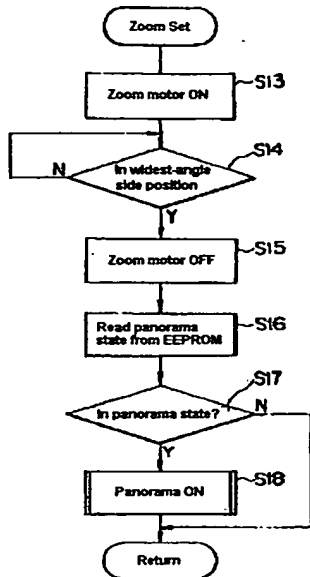 Zoom Set
S13
Zoom motor ON
S14
In widest-angle
side position
N
Y
S15
Zoom motor OFF
S16
Read panorama
state from EEPROM
S17
In panorama state?
N
Y
S18
Panorama ON
Return